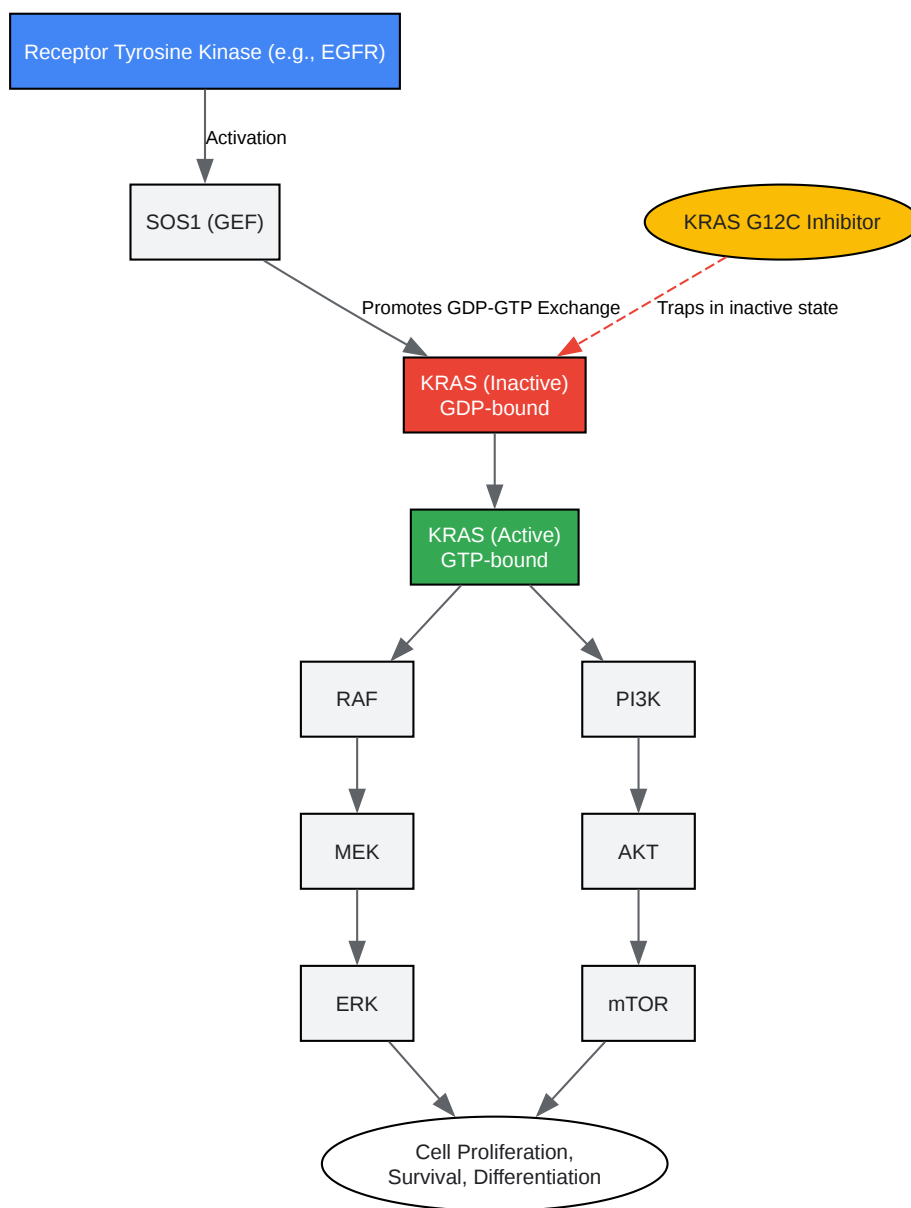 Receptor Tyrosine Kinase (e.g., EGFR)
Activation
SOS1 (GEF)
KRAS G12C Inhibitor
Promotes GDP-GTP Exchange
Traps in inactive state
KRAS (Inactive)
GDP-bound
KRAS (Active)
GTP-bound
RAF
PI3K
MEK
AKT
ERK
mTOR
Cell Proliferation,
Survival, Differentiation